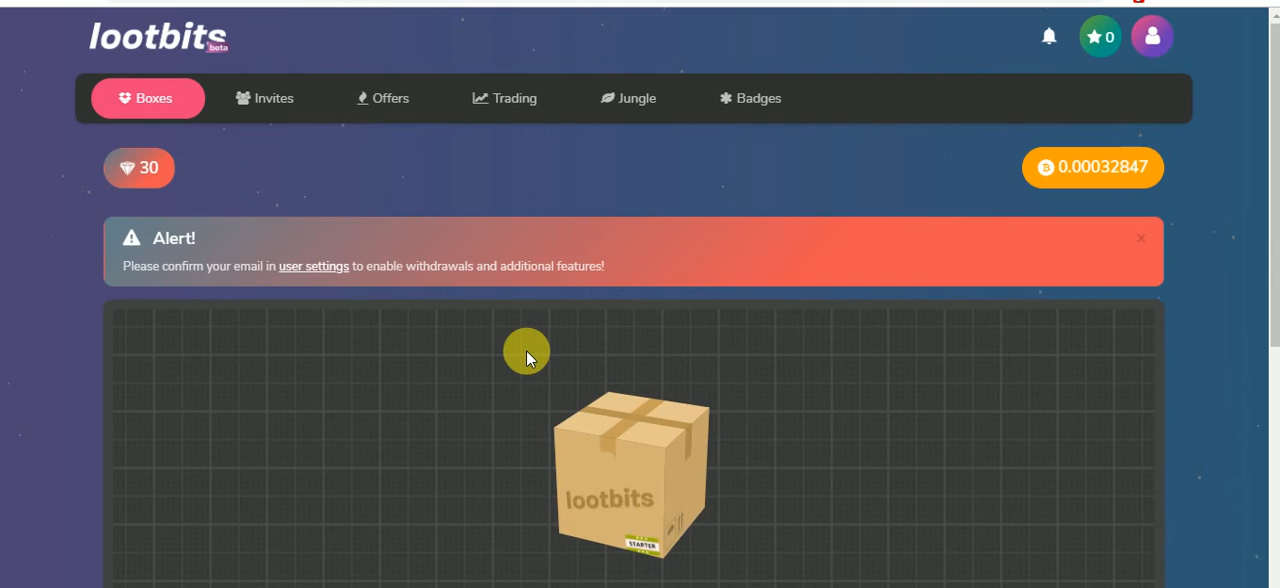 lootbits
beta
0
Boxes Invites Offers Trading Jungle Badges
30
0.00032847
Alert!
×
Please confirm your email in user settings to enable withdrawals and additional features!
lootbits
STARTER